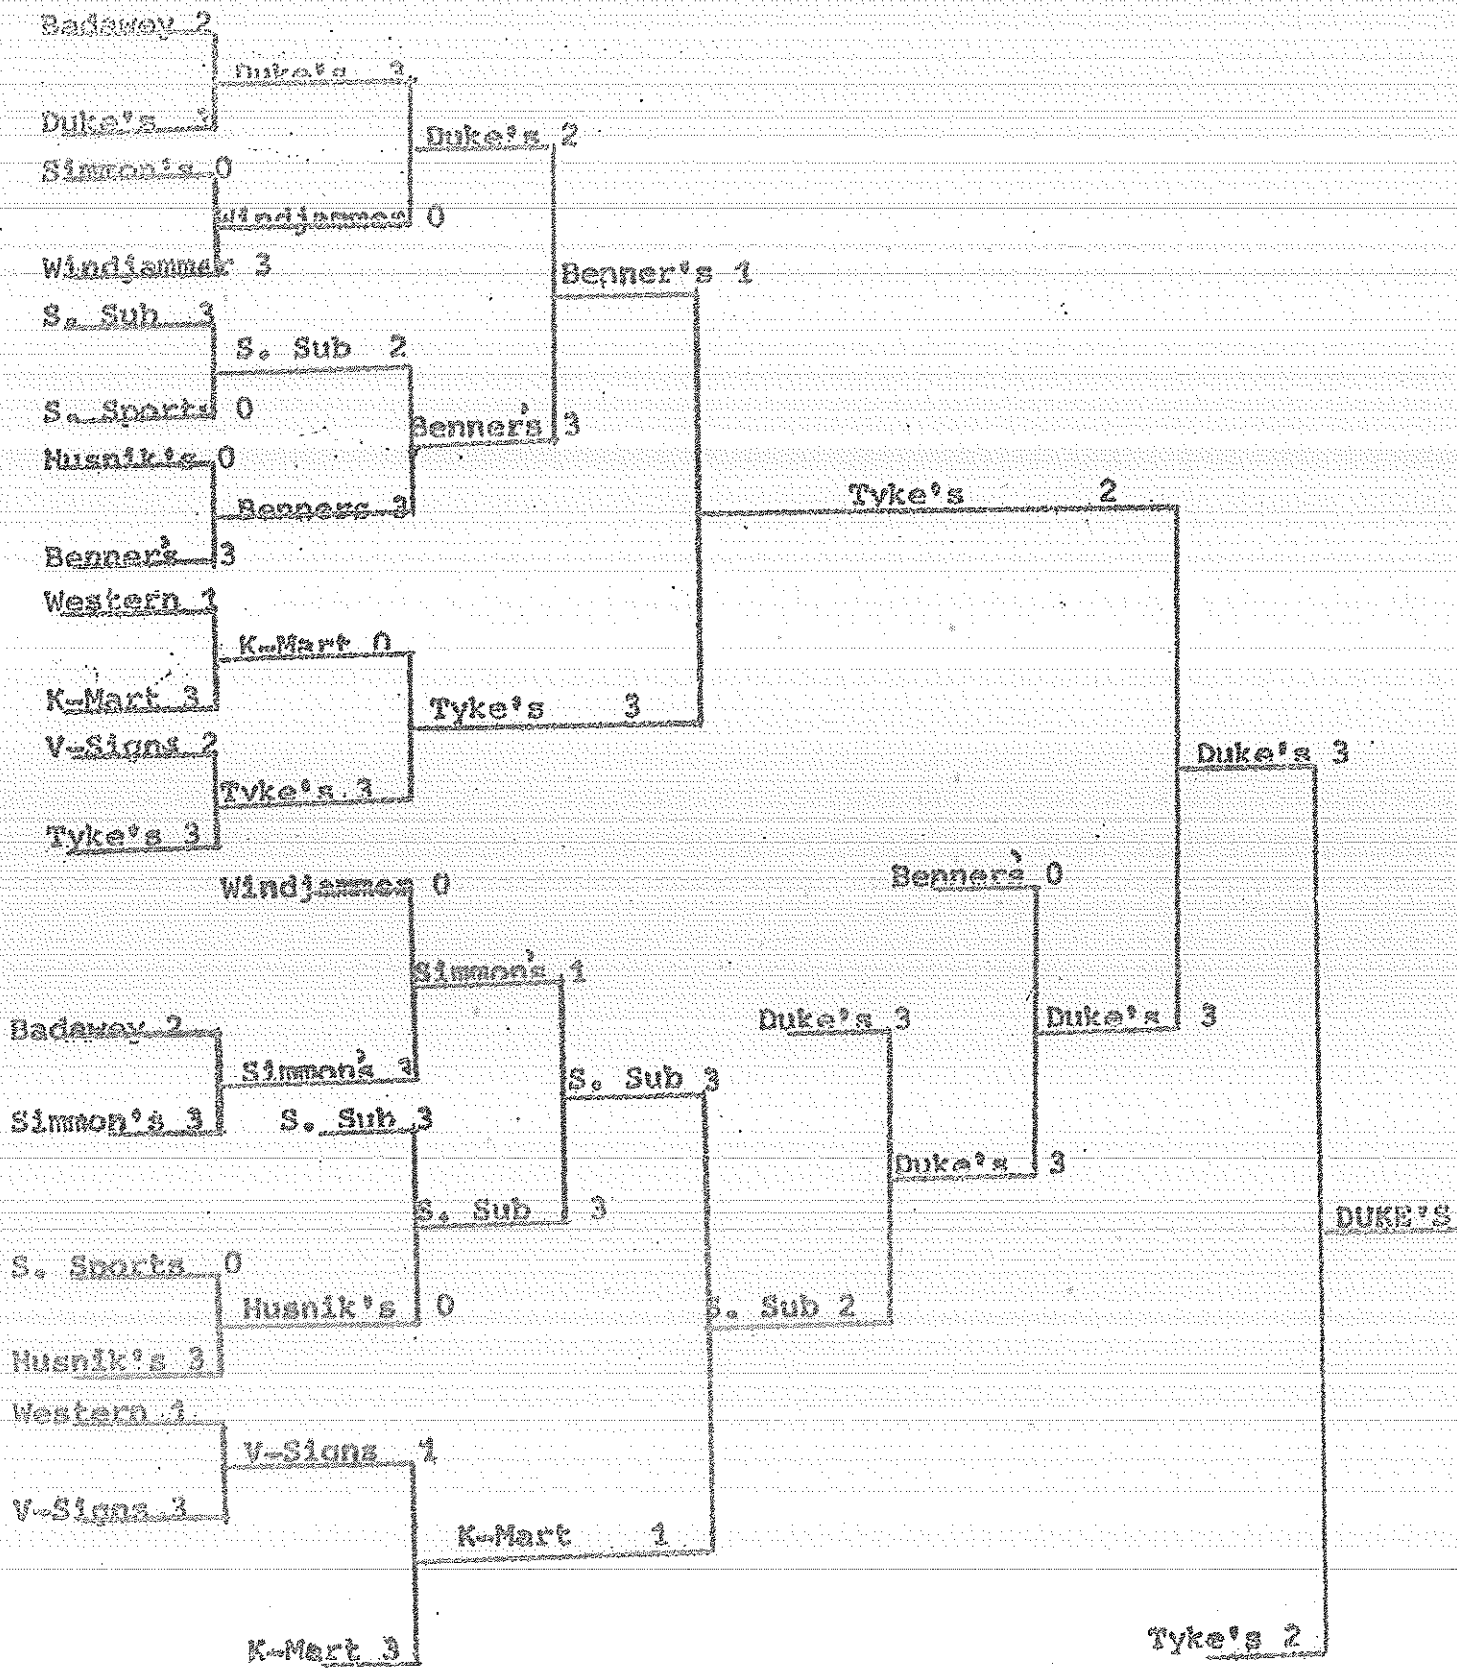 Badawey 2
Duke's 3
Duke's 3
Duke's 2
Simmon's 0
Windjammer 0
Windjammer 3
Benner's 1
S. Sub 3
S. Sub 2
S. Sports 0
Benner's 3
Husnik's 0
Tyke's 2
Benners 3
Benner's 3
Western 1
K-Mart 0
K-Mart 3
Tyke's 3
V-Signs 2
Duke's 3
Tyke's 3
Tyke's 3
Benner's 0
Windjammer 0
Simmon's 1
Duke's 3
Duke's 3
Badawey 2
Simmon's 3
S. Sub 3
Simmon's 3
S. Sub 3
Duke's 3
S. Sub 3
DUKE'S
S. Sports 0
Husnik's 0
S. Sub 2
Husnik's 3
Western 1
V-Signs 1
V-Signs 3
K-Mart 1
K-Mart 3
Tyke's 2